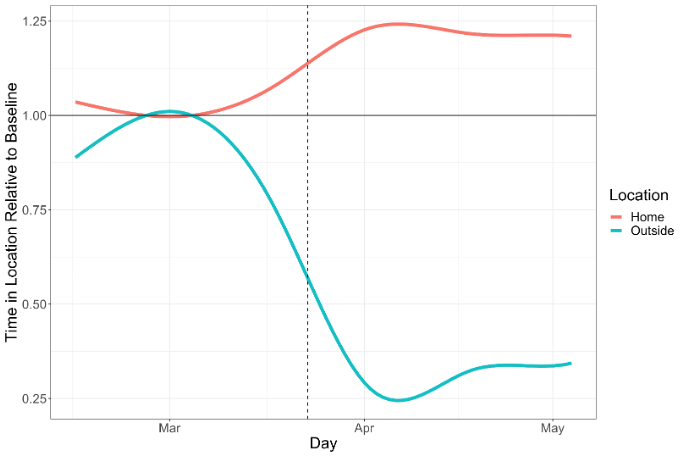 Time in Location Relative to Baseline
1.25
1.00
0.75
0.50
0.25
Mar
Apr
May
Day
Location
Home
Outside